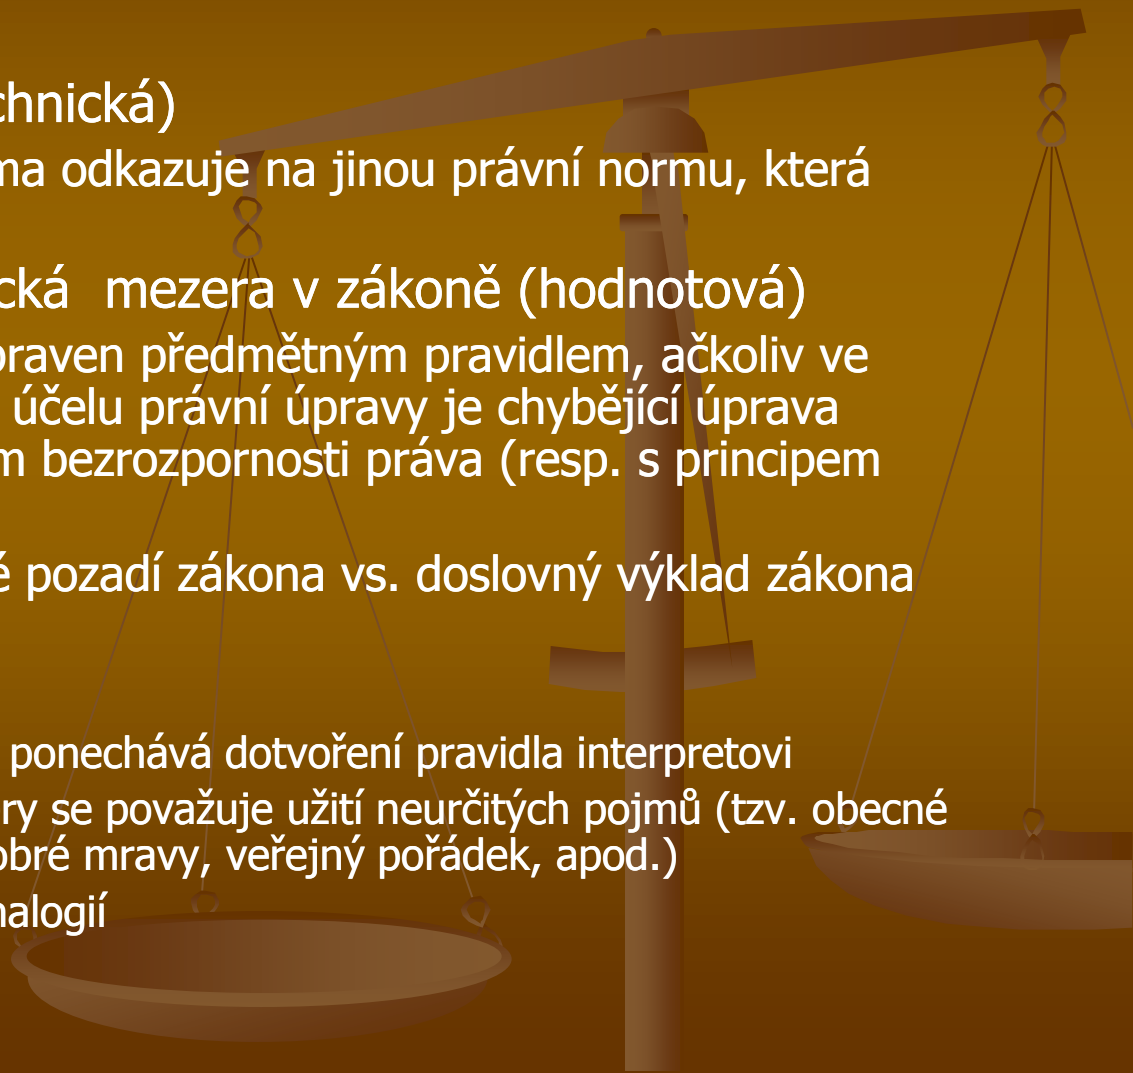 chnická)
ma odkazuje na jinou právní normu, která
cká mezera v zákoně (hodnotová)
praven předmětným pravidlem, ačkoliv ve
účelu právní úpravy je chybějící úprava
m bezrozpornosti práva (resp. s principem
é pozadí zákona vs. doslovný výklad zákona
ponechává dotvoření pravidla interpretovi
ry se považuje užití neurčitých pojmů (tzv. obecné
obré mravy, veřejný pořádek, apod.)
nalogií